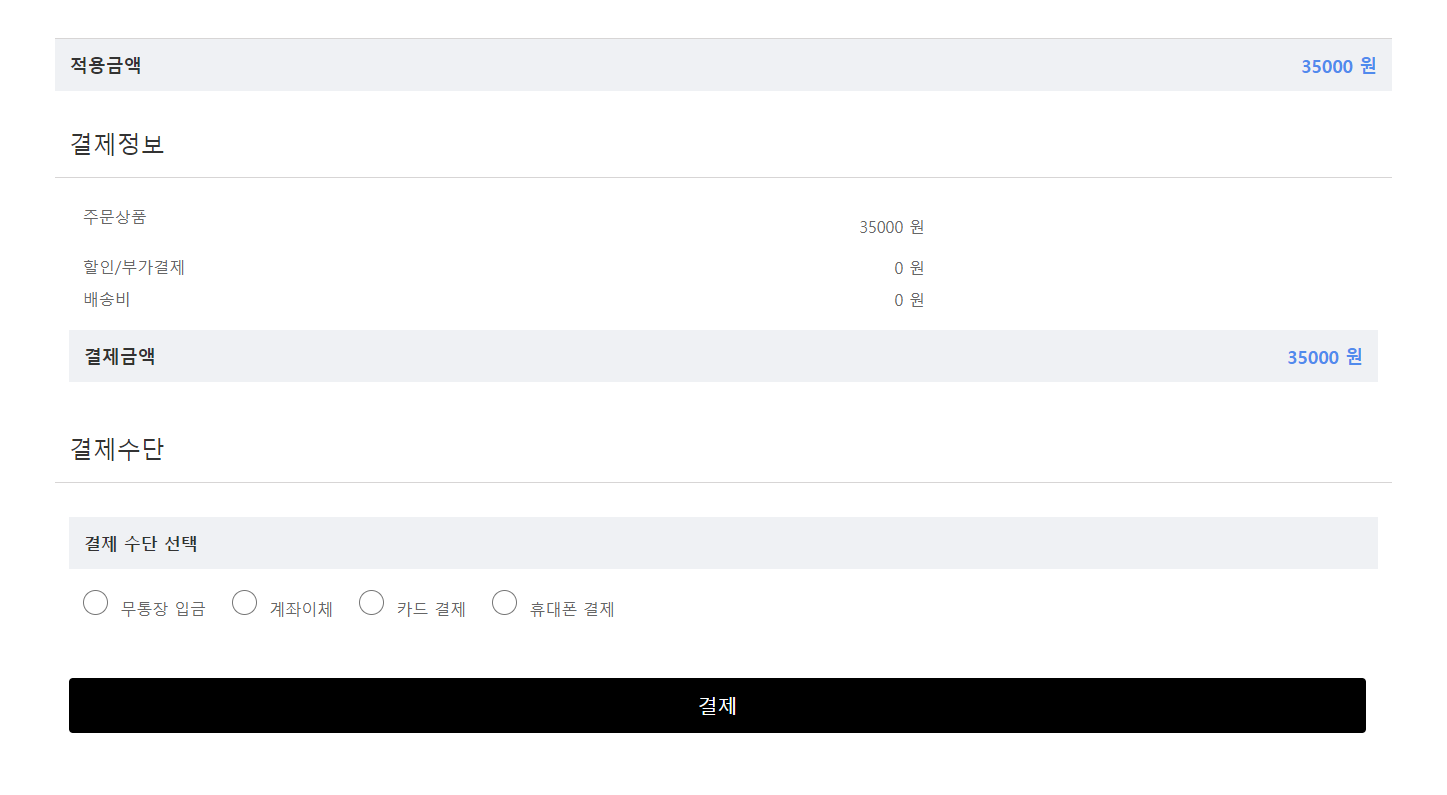 적용금액 35000 원
결제정보
주문상품 35000 원
할인/부가결제 0 원
배송비 0 원
결제금액 35000 원
결제수단
결제 수단 선택
무통장 입금 계좌이체 카드 결제 휴대폰 결제
결제